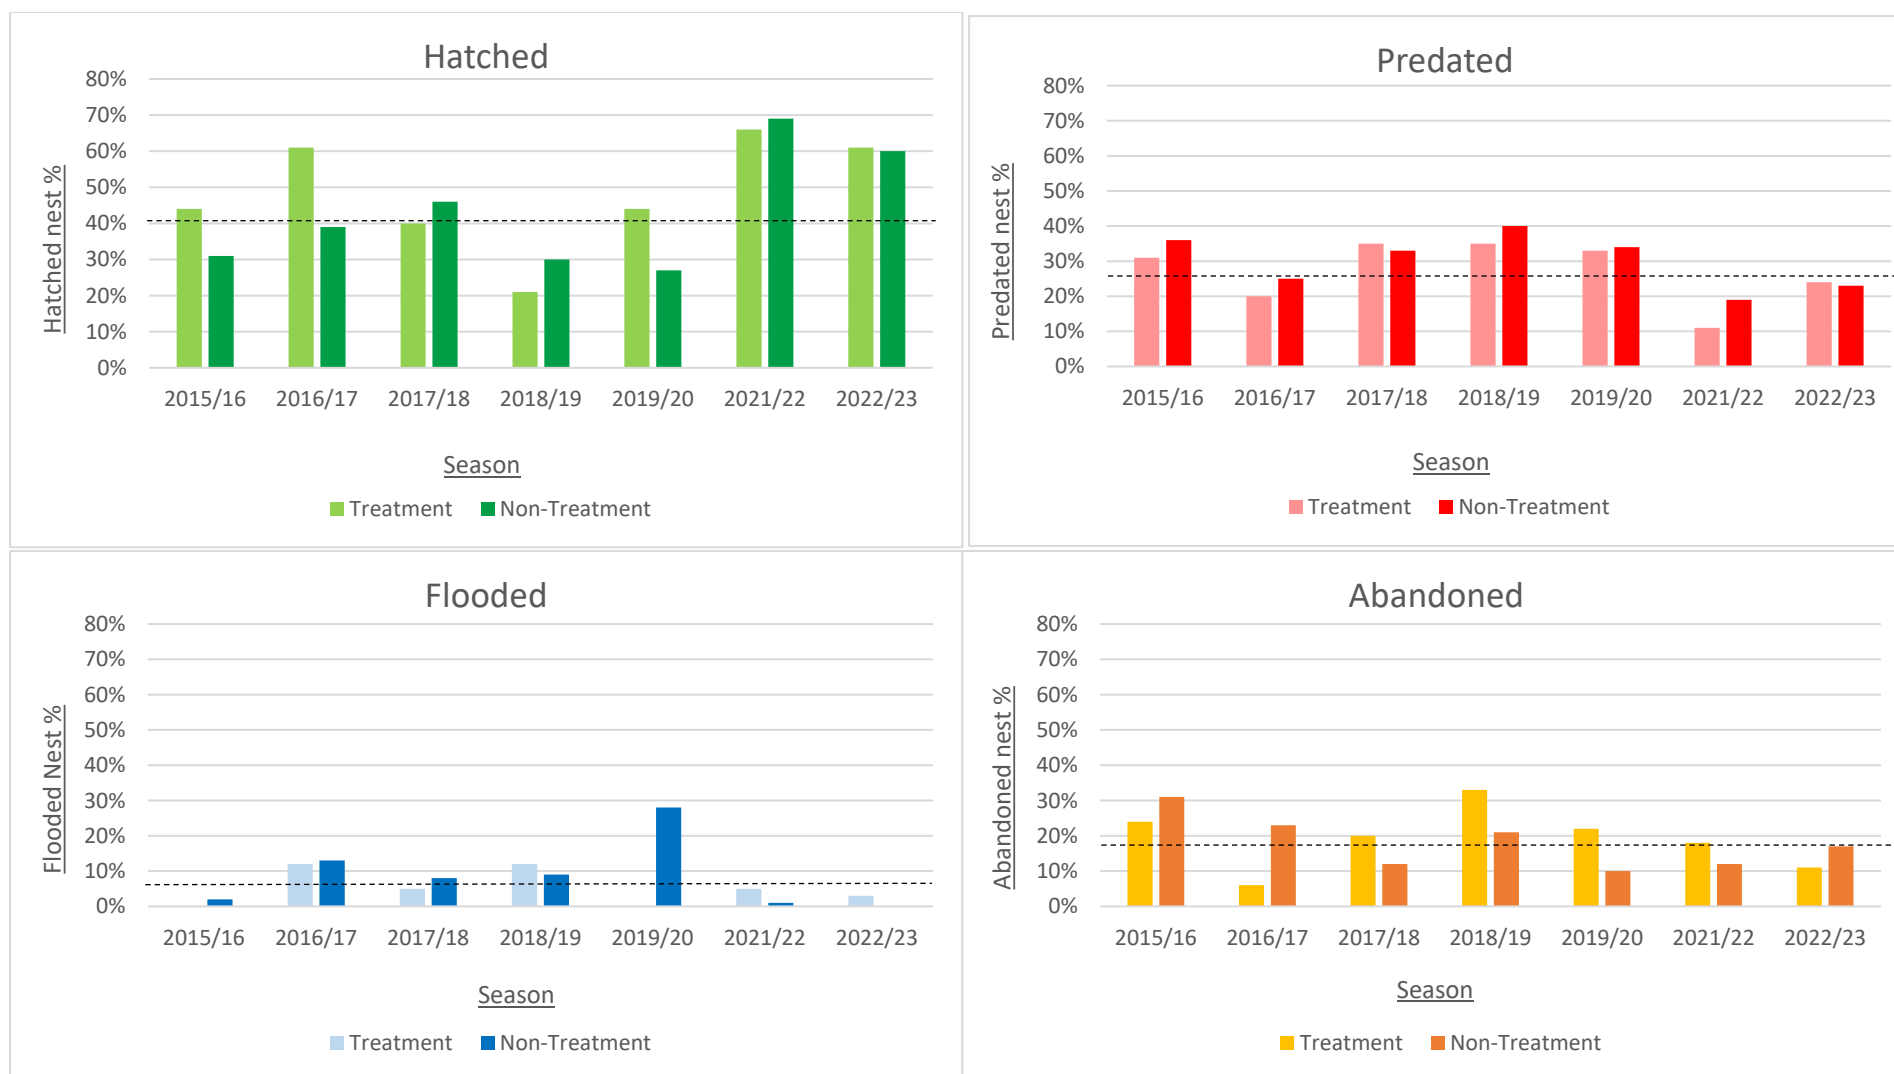 Hatched
Hatched nest %
80%
70%
60%
50%
40%
30%
20%
10%
0%
2015/16 2016/17 2017/18 2018/19 2019/20 2021/22 2022/23
Season
Treatment Non-Treatment
Predated
Predated nest %
80%
70%
60%
50%
40%
30%
20%
10%
0%
2015/16 2016/17 2017/18 2018/19 2019/20 2021/22 2022/23
Season
Treatment Non-Treatment
Flooded
Flooded Nest %
80%
70%
60%
50%
40%
30%
20%
10%
0%
2015/16 2016/17 2017/18 2018/19 2019/20 2021/22 2022/23
Season
Treatment Non-Treatment
Abandoned
Abandoned nest %
80%
70%
60%
50%
40%
30%
20%
10%
0%
2015/16 2016/17 2017/18 2018/19 2019/20 2021/22 2022/23
Season
Treatment Non-Treatment